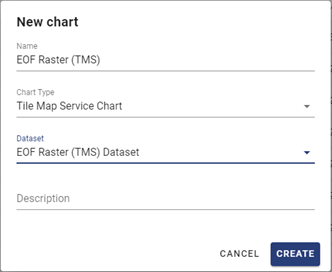 New chart
Name
EOF Raster (TMS)
Chart Type
Tile Map Service Chart
Dataset
EOF Raster (TMS) Dataset
Description
CANCEL CREATE